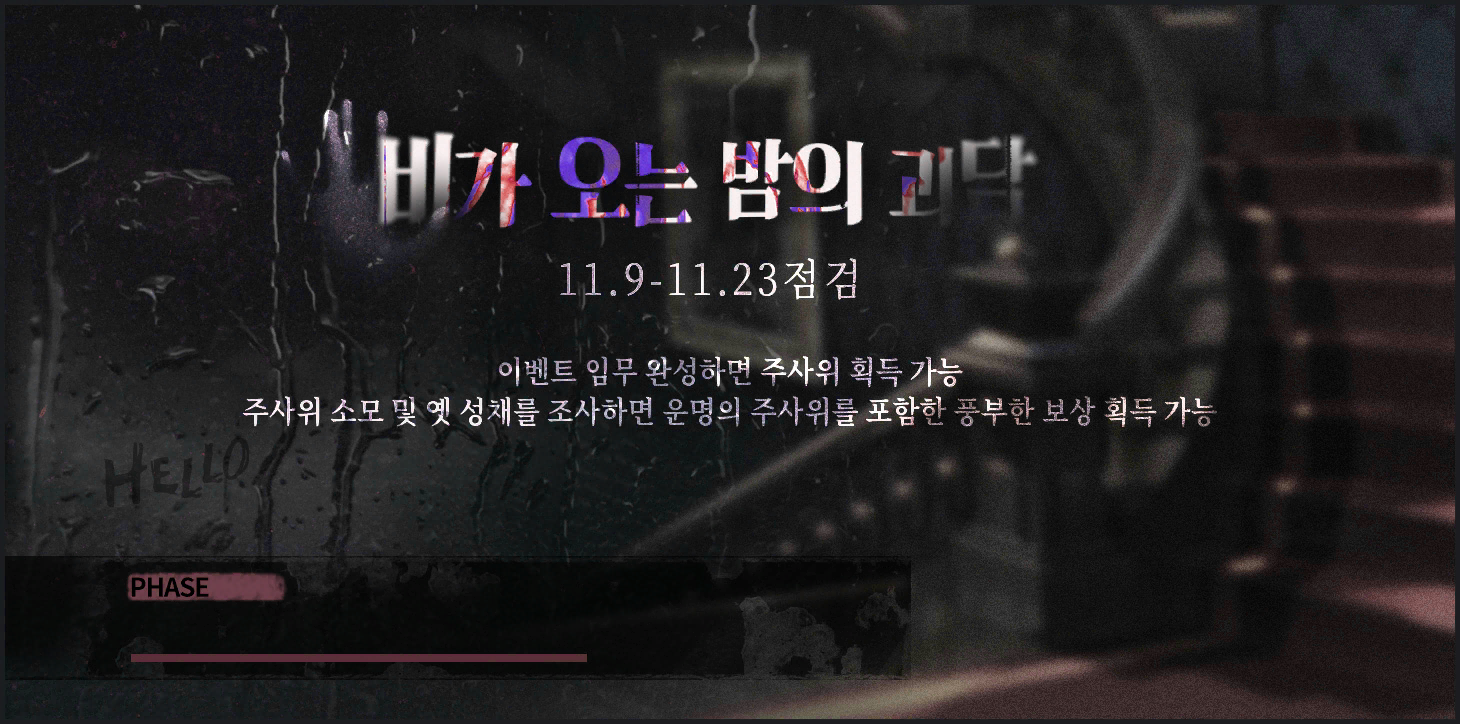 비가 오는 밤의 괴담
11.9-11.23점검
이벤트 임무 완성하면 주사위 획득 가능
주사위 소모 및 옛 성채를 조사하면 운명의 주사위를 포함한 풍부한 보상 획득 가능
HELLO
PHASE